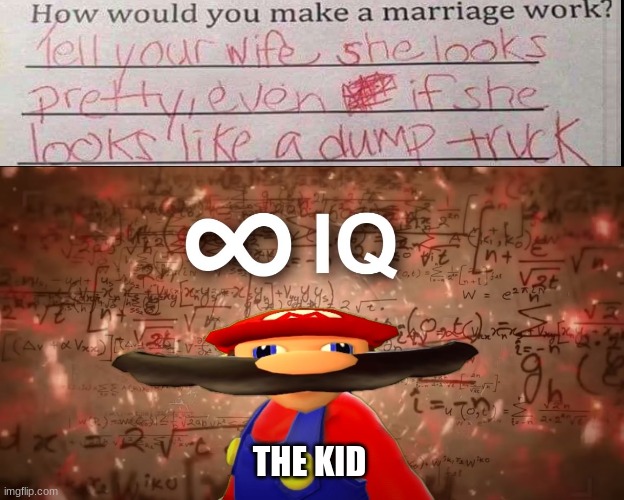 How would you make a marriage work?
Tell your wife she looks
pretty, even if she
looks like a dump truck
∞ IQ
THE KID
imgflip.com